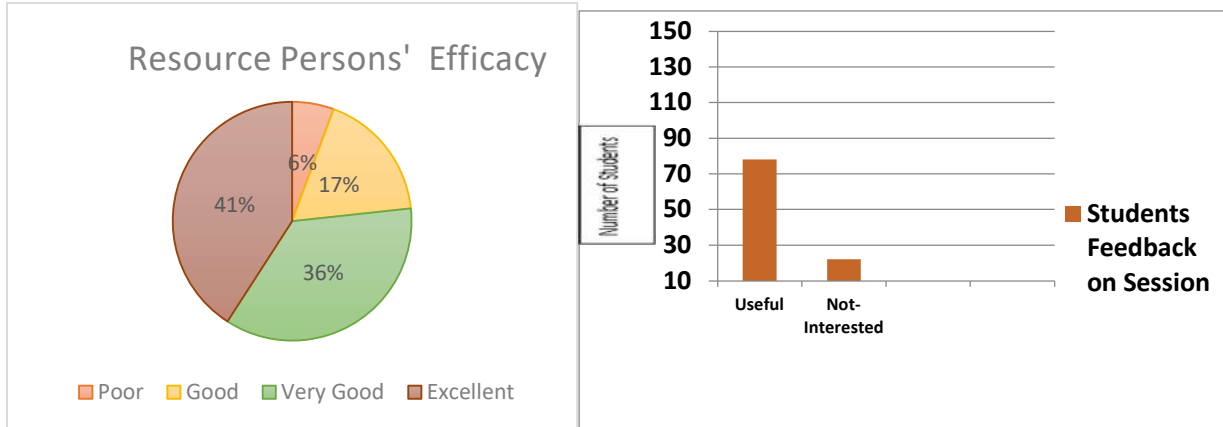 Resource Persons' Efficacy
6%
17%
36%
41%
Poor Good Very Good Excellent
150
130
110
90
70
50
30
10
Number of Students
Useful
Not-
Interested
Students
Feedback
on Session